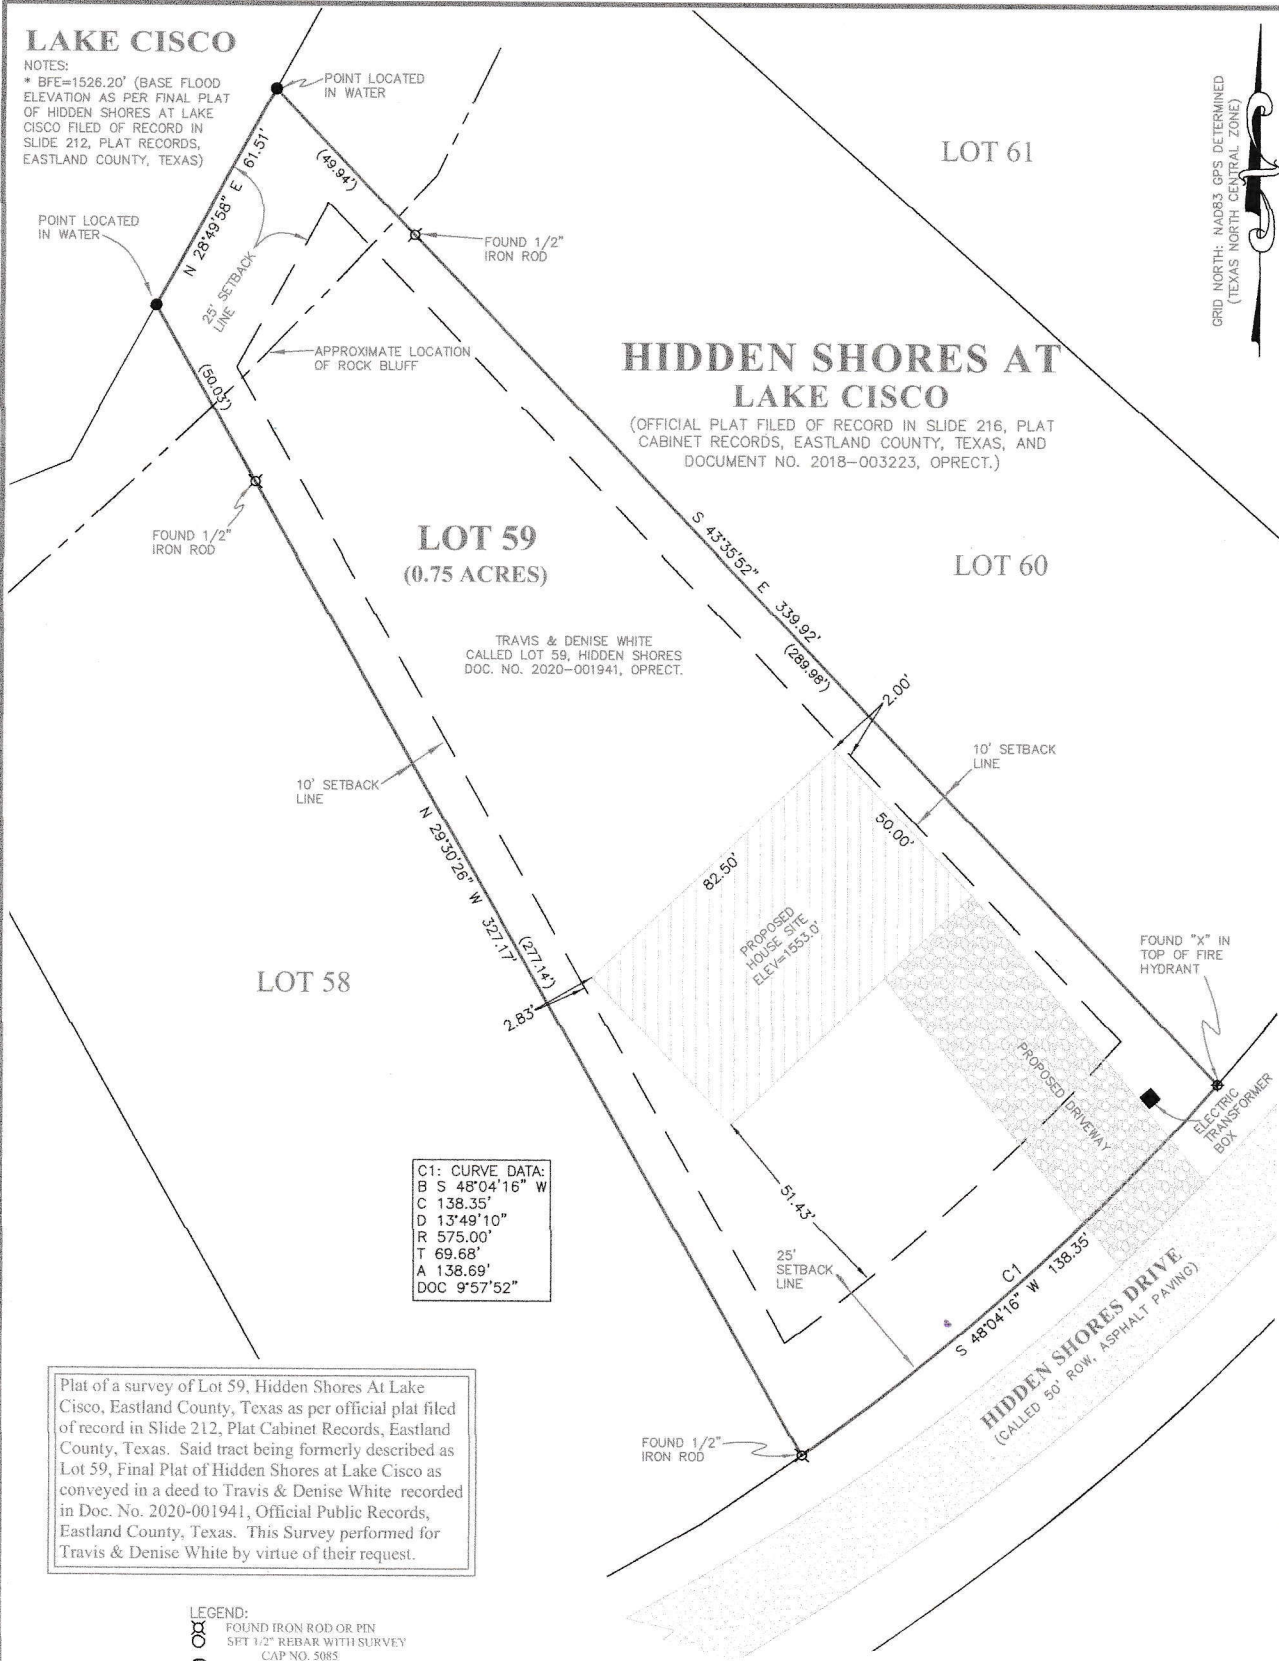 LAKE CISCO
NOTES:
* BFE=1526.20' (BASE FLOOD
ELEVATION AS PER FINAL PLAT
OF HIDDEN SHORES AT LAKE
CISCO FILED OF RECORD IN
SLIDE 212, PLAT RECORDS,
EASTLAND COUNTY, TEXAS)
POINT LOCATED
IN WATER
POINT LOCATED
IN WATER
N 28°49'58" E 61.51'
25' SETBACK
LINE
(49.94')
(50.03')
FOUND 1/2"
IRON ROD
APPROXIMATE LOCATION
OF ROCK BLUFF
FOUND 1/2"
IRON ROD
LOT 61
GRID NORTH: NAD83 GPS DETERMINED
(TEXAS NORTH CENTRAL ZONE)
HIDDEN SHORES AT
LAKE CISCO
(OFFICIAL PLAT FILED OF RECORD IN SLIDE 216, PLAT
CABINET RECORDS, EASTLAND COUNTY, TEXAS, AND
DOCUMENT NO. 2018-003223, OPRECT.)
LOT 59
(0.75 ACRES)
LOT 60
TRAVIS & DENISE WHITE
CALLED LOT 59, HIDDEN SHORES
DOC. NO. 2020-001941, OPRECT.
S 43°35'52" E 339.92'
(289.98')
2.00'
10' SETBACK
LINE
10' SETBACK
LINE
N 29°30'26" W 327.17'
(277.14')
2.83'
82.50'
50.00'
PROPOSED
HOUSE SITE
ELEV=1553.0'
LOT 58
FOUND "X" IN
TOP OF FIRE
HYDRANT
PROPOSED DRIVEWAY
ELECTRIC
TRANSFORMER
BOX
C1: CURVE DATA:
B S 48°04'16" W
C 138.35'
D 13°49'10"
R 575.00'
T 69.68'
A 138.69'
DOC 9°57'52"
51.43'
25'
SETBACK
LINE
C1
S 48°04'16" W 138.35'
HIDDEN SHORES DRIVE
(CALLED 50' ROW, ASPHALT PAVING)
FOUND 1/2"
IRON ROD
Plat of a survey of Lot 59, Hidden Shores At Lake
Cisco, Eastland County, Texas as per official plat filed
of record in Slide 212, Plat Cabinet Records, Eastland
County, Texas. Said tract being formerly described as
Lot 59, Final Plat of Hidden Shores at Lake Cisco as
conveyed in a deed to Travis & Denise White recorded
in Doc. No. 2020-001941, Official Public Records,
Eastland County, Texas. This Survey performed for
Travis & Denise White by virtue of their request.
LEGEND:
FOUND IRON ROD OR PIN
SET 1/2" REBAR WITH SURVEY
CAP NO. 5085